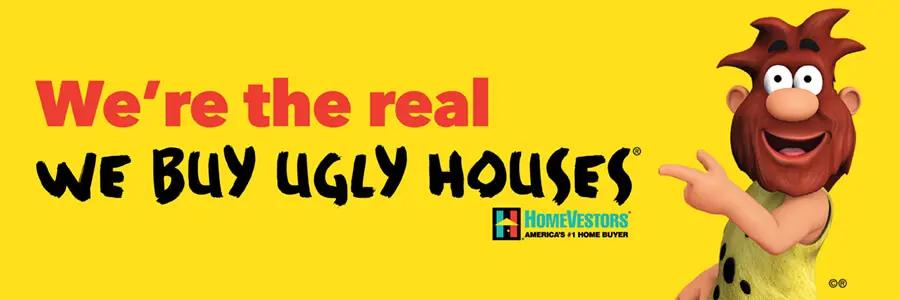 We're the real
WE BUY UGLY HOUSES®
HOMEVESTORS®
AMERICA'S #1 HOME BUYER
©®